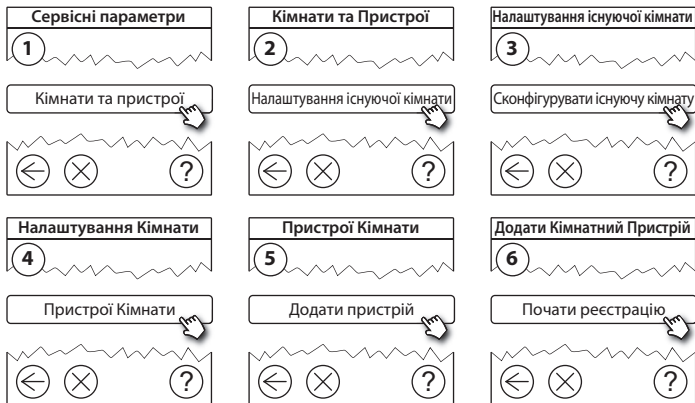 Сервісні параметри
1
Кімнати та пристрої
?
Кімнати та Пристрої
2
Налаштування існуючої кімнати
?
Налаштування існуючої кімнати
3
Сконфігурувати існуючу кімнату
?
Налаштування Кімнати
4
Пристрої Кімнати
?
Пристрої Кімнати
5
Додати пристрій
?
Додати Кімнатний Пристрій
6
Почати реєстрацію
?